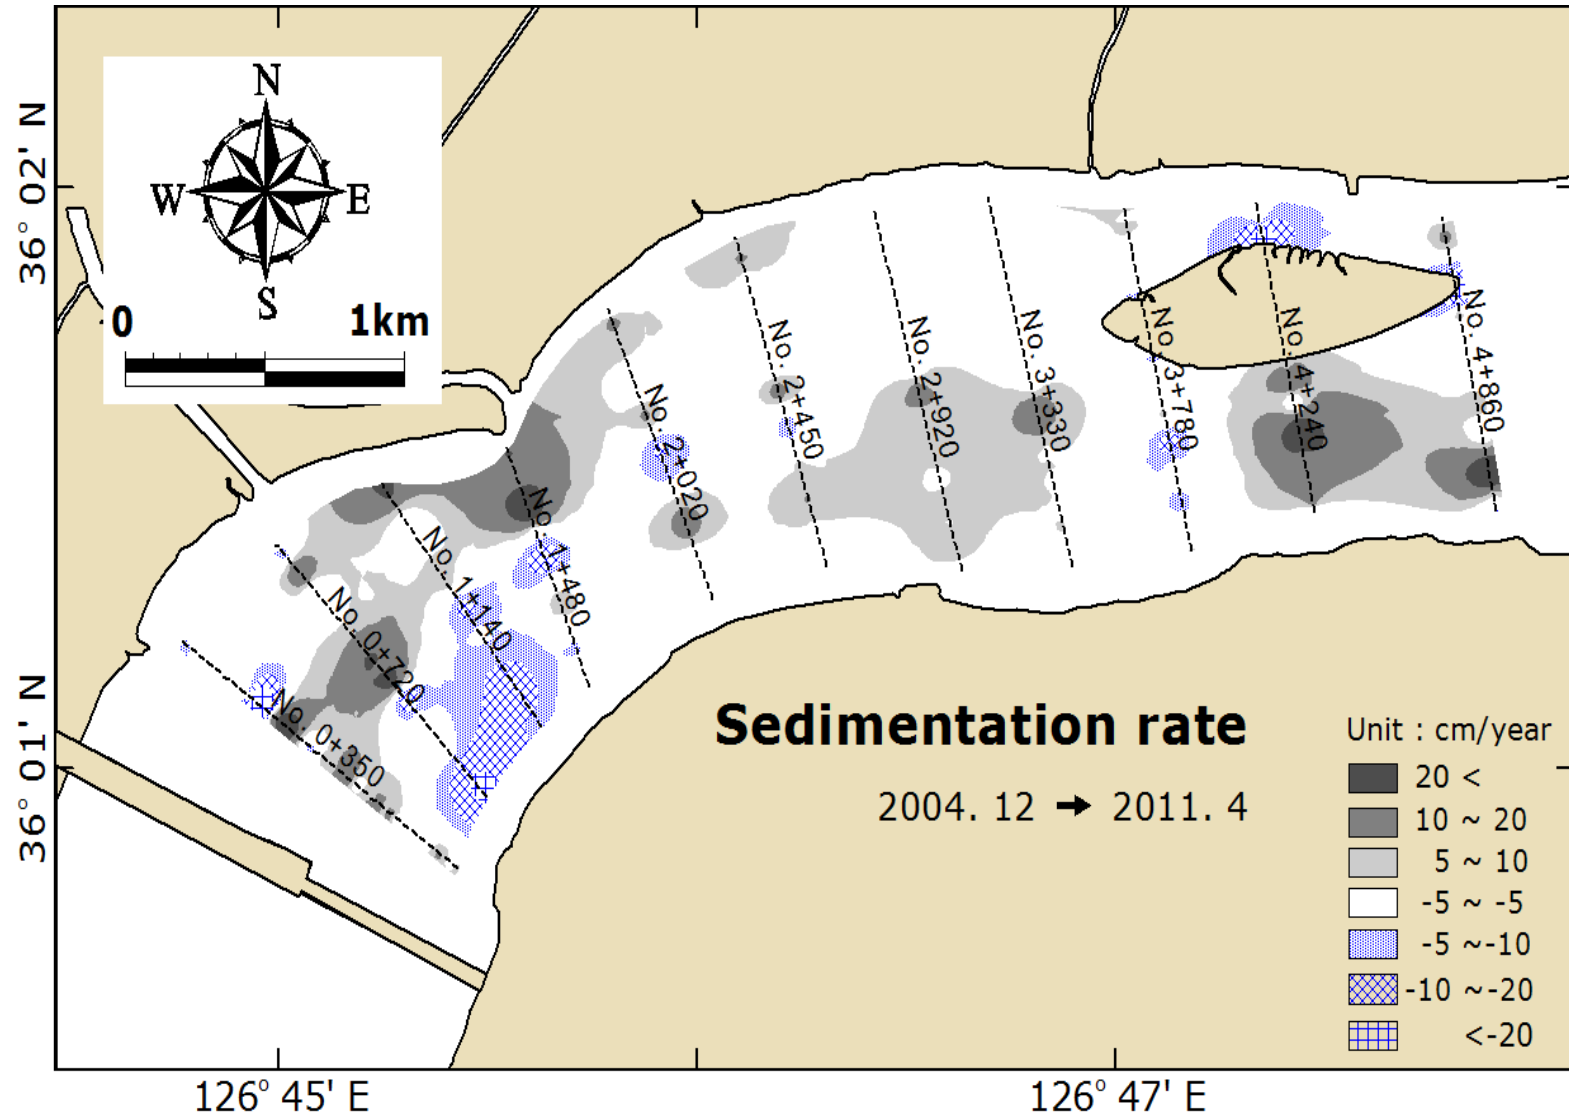 N
W E
S
0 1km
36° 02' N
36° 01' N
No. 0+350
No. 0+720
No. 1+140
No. 1+480
No. 2+020
No. 2+450
No. 2+920
No. 3+330
No. 3+780
No. 4+240
No. 4+860
Sedimentation rate
2004. 12 → 2011. 4
Unit : cm/year
20 <
10 ~ 20
5 ~ 10
-5 ~ -5
-5 ~-10
-10 ~-20
<-20
126° 45' E
126° 47' E